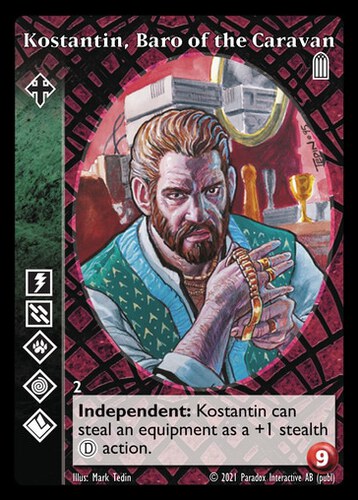 Kostantin, Baro of the Caravan
TEDIN
2
Independent: Kostantin can
steal an equipment as a +1 stealth
Ⓓ action.
9
Illus: Mark Tedin
© 2021 Paradox Interactive AB (publ)